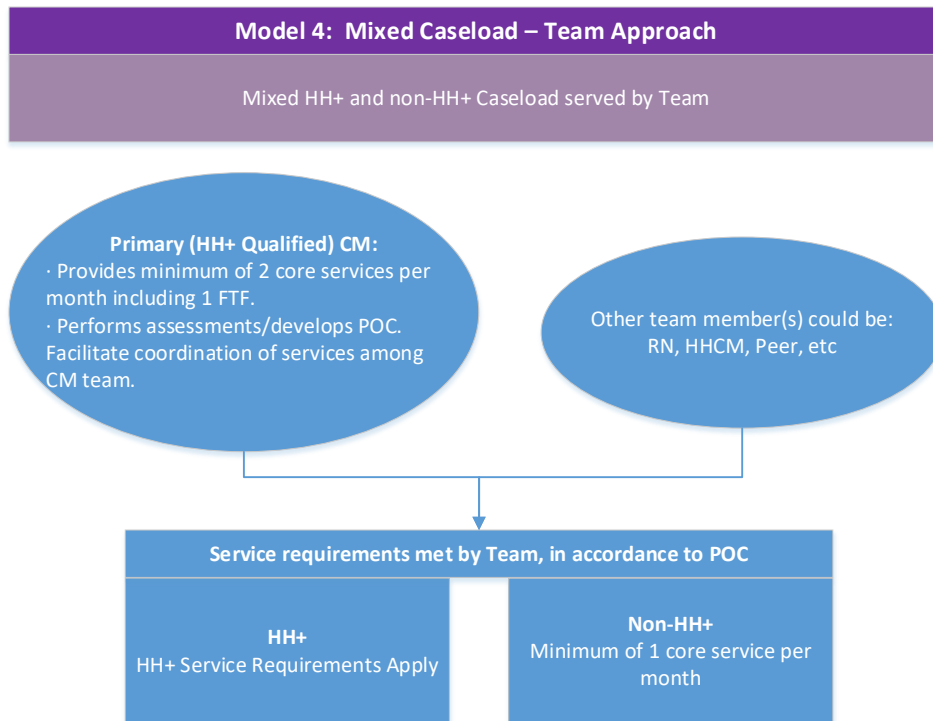 Model 4:  Mixed Caseload – Team Approach
Mixed HH+ and non-HH+ Caseload served by Team
Primary (HH+ Qualified) CM:
· Provides minimum of 2 core services per
month including 1 FTF.
· Performs assessments/develops POC.
Facilitate coordination of services among
CM team.
Other team member(s) could be:
RN, HHCM, Peer, etc
Service requirements met by Team, in accordance to POC
HH+
HH+ Service Requirements Apply
Non-HH+
Minimum of 1 core service per
month